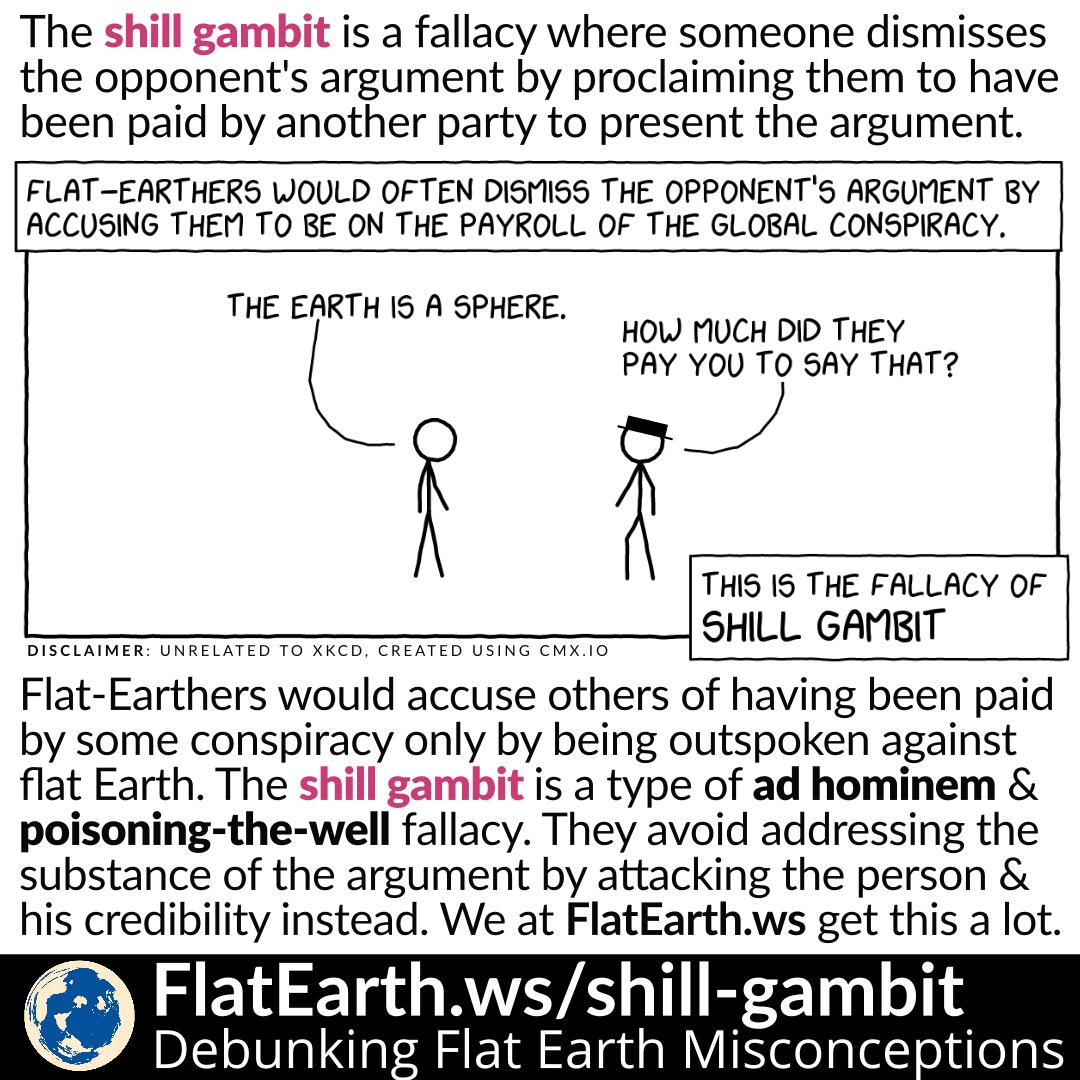 The shill gambit is a fallacy where someone dismisses
the opponent's argument by proclaiming them to have
been paid by another party to present the argument.
FLAT-EARTHERS WOULD OFTEN DISMISS THE OPPONENT'S ARGUMENT BY
ACCUSING THEM TO BE ON THE PAYROLL OF THE GLOBAL CONSPIRACY.
THE EARTH IS A SPHERE.
HOW MUCH DID THEY
PAY YOU TO SAY THAT?
THIS IS THE FALLACY OF
SHILL GAMBIT
DISCLAIMER: UNRELATED TO XKCD, CREATED USING CMX.IO
Flat-Earthers would accuse others of having been paid
by some conspiracy only by being outspoken against
flat Earth. The shill gambit is a type of ad hominem &
poisoning-the-well fallacy. They avoid addressing the
substance of the argument by attacking the person &
his credibility instead. We at FlatEarth.ws get this a lot.
FlatEarth.ws/shill-gambit
Debunking Flat Earth Misconceptions